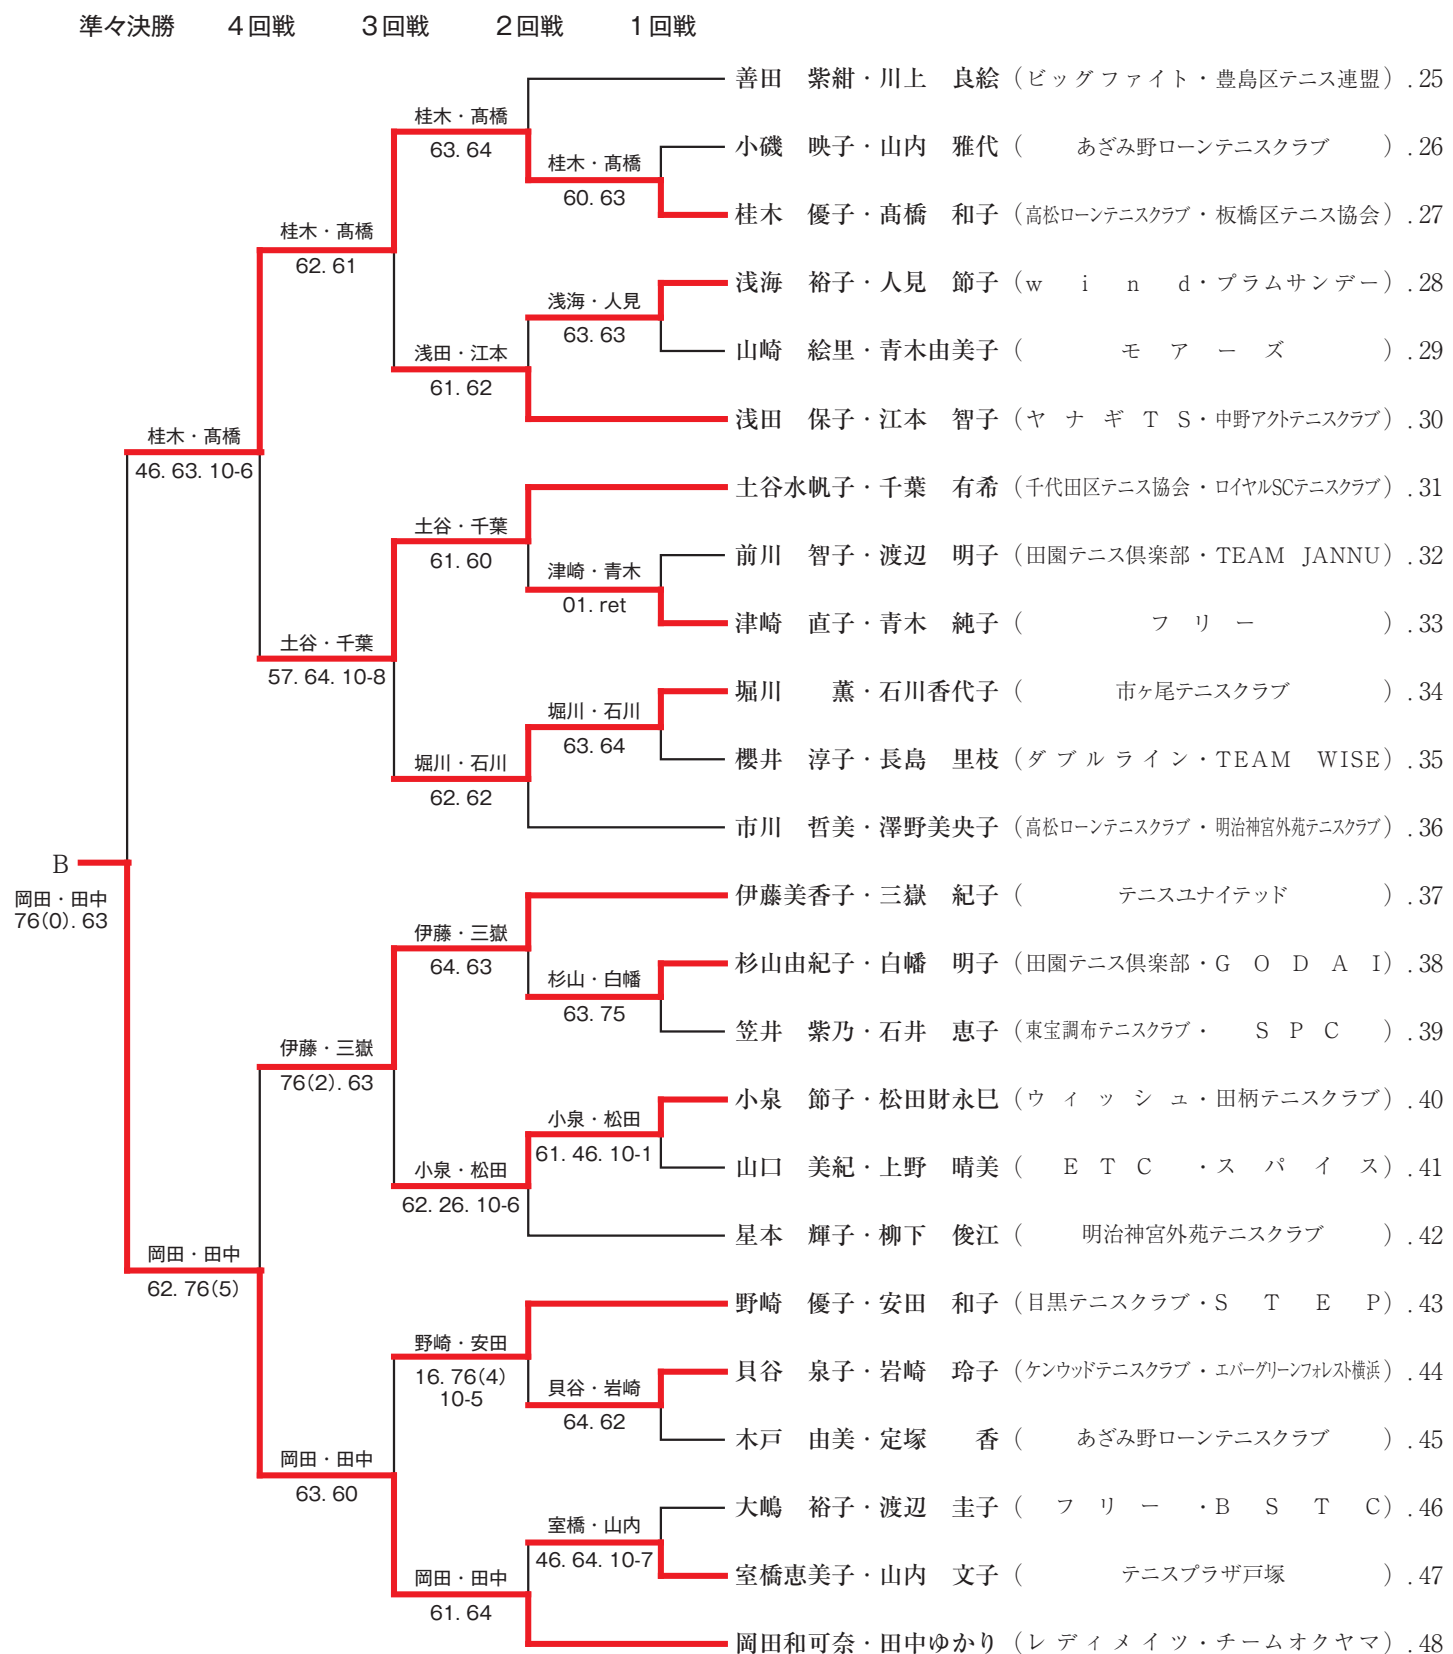 準々決勝　4回戦　3回戦　2回戦　1回戦
善田　紫紺・川上　良絵（ビッグファイト・豊島区テニス連盟）. 25
桂木・髙橋
63. 64
小磯　映子・山内　雅代（あざみ野ローンテニスクラブ）. 26
桂木・髙橋
60. 63
桂木　優子・髙橋　和子（高松ローンテニスクラブ・板橋区テニス協会）. 27
桂木・髙橋
62. 61
浅海　裕子・人見　節子（wind・プラムサンデー）. 28
浅海・人見
63. 63
山崎　絵里・青木由美子（モアーズ）. 29
浅田・江本
61. 62
浅田　保子・江本　智子（ヤナギTS・中野アクトテニスクラブ）. 30
桂木・髙橋
46. 63. 10-6
土谷水帆子・千葉　有希（千代田区テニス協会・ロイヤルSCテニスクラブ）. 31
土谷・千葉
61. 60
前川　智子・渡辺　明子（田園テニス倶楽部・TEAM JANNU）. 32
津崎・青木
01. ret
津崎　直子・青木　純子（フリー）. 33
土谷・千葉
57. 64. 10-8
堀川　薫・石川香代子（市ヶ尾テニスクラブ）. 34
堀川・石川
63. 64
櫻井　淳子・長島　里枝（ダブルライン・TEAM WISE）. 35
堀川・石川
62. 62
市川　哲美・澤野美央子（高松ローンテニスクラブ・明治神宮外苑テニスクラブ）. 36
B
岡田・田中
76(0). 63
伊藤美香子・三嶽　紀子（テニスユナイテッド）. 37
伊藤・三嶽
64. 63
杉山由紀子・白幡　明子（田園テニス倶楽部・GODAI）. 38
杉山・白幡
63. 75
笠井　紫乃・石井　恵子（東宝調布テニスクラブ・SPC）. 39
伊藤・三嶽
76(2). 63
小泉　節子・松田財永巳（ウィッシュ・田柄テニスクラブ）. 40
小泉・松田
61. 46. 10-1
山口　美紀・上野　晴美（ETC・スパイス）. 41
小泉・松田
62. 26. 10-6
星本　輝子・柳下　俊江（明治神宮外苑テニスクラブ）. 42
岡田・田中
62. 76(5)
野崎　優子・安田　和子（目黒テニスクラブ・STEP）. 43
野崎・安田
16. 76(4)
10-5
貝谷　泉子・岩崎　玲子（ケンウッドテニスクラブ・エバーグリーンフォレスト横浜）. 44
貝谷・岩崎
64. 62
木戸　由美・定塚　香（あざみ野ローンテニスクラブ）. 45
岡田・田中
63. 60
大嶋　裕子・渡辺　圭子（フリー・BSTC）. 46
室橋・山内
46. 64. 10-7
室橋恵美子・山内　文子（テニスプラザ戸塚）. 47
岡田・田中
61. 64
岡田和可奈・田中ゆかり（レディメイツ・チームオクヤマ）. 48